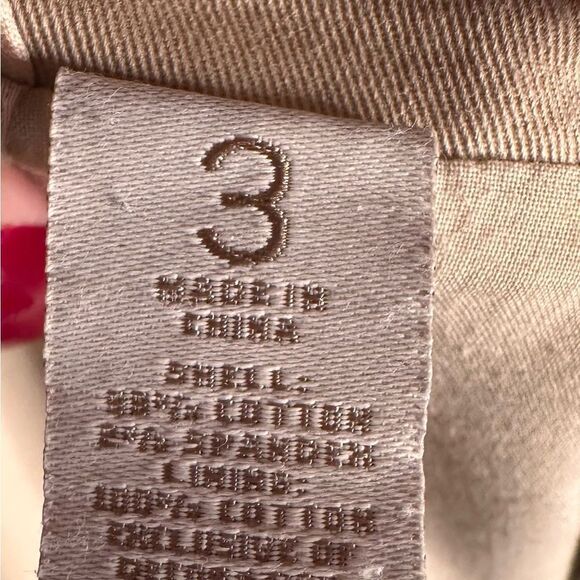 3
MADE IN
CHINA
SHELL:
98% COTTON
2% SPANDEX
LINING:
100% COTTON
EXCLUSIVE OF